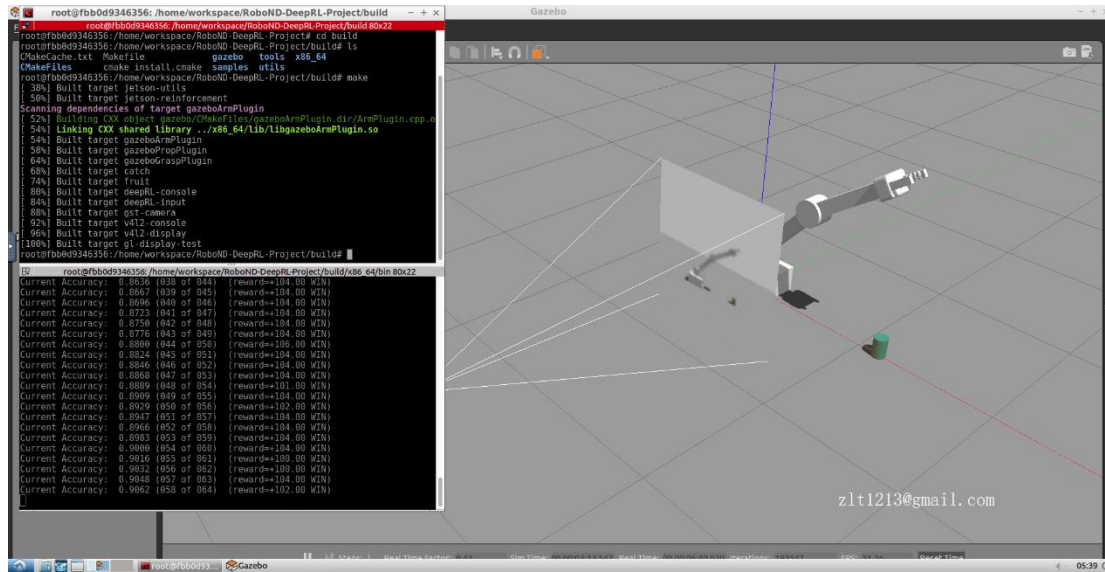 root@fbb0d9346356: /home/workspace/RoboND-DeepRL-Project/build
Gazebo
root@fbb0d9346356: /home/workspace/RoboND-DeepRL-Project/build 80x22
root@fbb0d9346356:/home/workspace/RoboND-DeepRL-Project# cd build
root@fbb0d9346356:/home/workspace/RoboND-DeepRL-Project/build# ls
CMakeCache.txt Makefile gazebo tools x86_64
CMakeFiles cmake_install.cmake samples utils
root@fbb0d9346356:/home/workspace/RoboND-DeepRL-Project/build# make
[ 38%] Built target jetson-utils
[ 50%] Built target jetson-reinforcement
Scanning dependencies of target gazeboArmPlugin
[ 52%] Building CXX object gazebo/CMakeFiles/gazeboArmPlugin.dir/ArmPlugin.cpp.o
[ 54%] Linking CXX shared library ../x86_64/lib/libgazeboArmPlugin.so
[ 54%] Built target gazeboArmPlugin
[ 58%] Built target gazeboPropPlugin
[ 64%] Built target gazeboGraspPlugin
[ 68%] Built target catch
[ 74%] Built target fruit
[ 80%] Built target deepRL-console
[ 84%] Built target deepRL-input
[ 88%] Built target gst-camera
[ 92%] Built target v4l2-console
[ 96%] Built target v4l2-display
[100%] Built target gl-display-test
root@fbb0d9346356:/home/workspace/RoboND-DeepRL-Project/build#
root@fbb0d9346356: /home/workspace/RoboND-DeepRL-Project/build/x86_64/bin 80x22
Current Accuracy: 0.8636 (038 of 044) (reward=+104.00 WIN)
Current Accuracy: 0.8667 (039 of 045) (reward=+104.00 WIN)
Current Accuracy: 0.8696 (040 of 046) (reward=+104.00 WIN)
Current Accuracy: 0.8723 (041 of 047) (reward=+104.00 WIN)
Current Accuracy: 0.8750 (042 of 048) (reward=+104.00 WIN)
Current Accuracy: 0.8776 (043 of 049) (reward=+104.00 WIN)
Current Accuracy: 0.8800 (044 of 050) (reward=+106.00 WIN)
Current Accuracy: 0.8824 (045 of 051) (reward=+104.00 WIN)
Current Accuracy: 0.8846 (046 of 052) (reward=+104.00 WIN)
Current Accuracy: 0.8868 (047 of 053) (reward=+104.00 WIN)
Current Accuracy: 0.8889 (048 of 054) (reward=+101.00 WIN)
Current Accuracy: 0.8909 (049 of 055) (reward=+104.00 WIN)
Current Accuracy: 0.8929 (050 of 056) (reward=+102.00 WIN)
Current Accuracy: 0.8947 (051 of 057) (reward=+104.00 WIN)
Current Accuracy: 0.8966 (052 of 058) (reward=+104.00 WIN)
Current Accuracy: 0.8983 (053 of 059) (reward=+104.00 WIN)
Current Accuracy: 0.9000 (054 of 060) (reward=+104.00 WIN)
Current Accuracy: 0.9016 (055 of 061) (reward=+100.00 WIN)
Current Accuracy: 0.9032 (056 of 062) (reward=+100.00 WIN)
Current Accuracy: 0.9048 (057 of 063) (reward=+104.00 WIN)
Current Accuracy: 0.9062 (058 of 064) (reward=+102.00 WIN)
zlt1213@gmail.com
Real Time Factor: Sim Time: Real Time: Iterations: FPS: Reset Time
root@fbb0d93... Gazebo 05:39